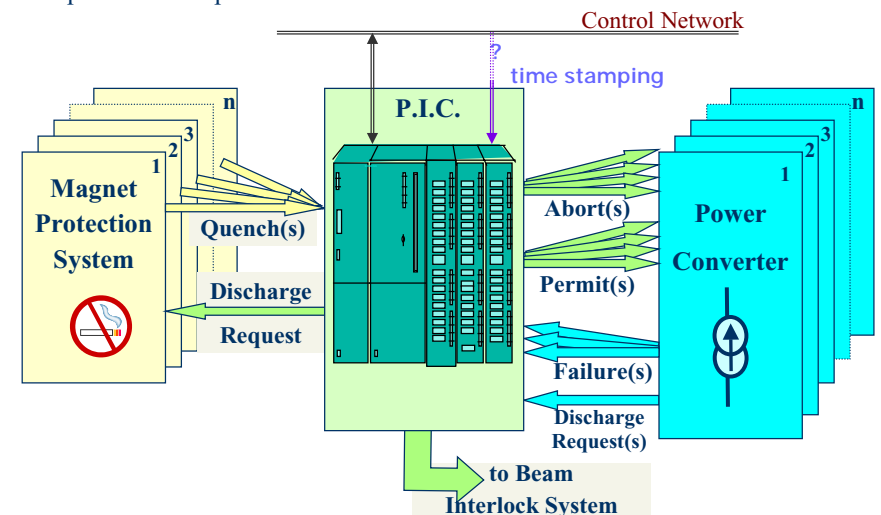 Control Network
?
time stamping
P.I.C.
n
3
2
1
Magnet
Protection
System
Quench(s)
Discharge
Request
Abort(s)
Permit(s)
Failure(s)
Discharge
Request(s)
n
3
2
1
Power
Converter
to Beam
Interlock System